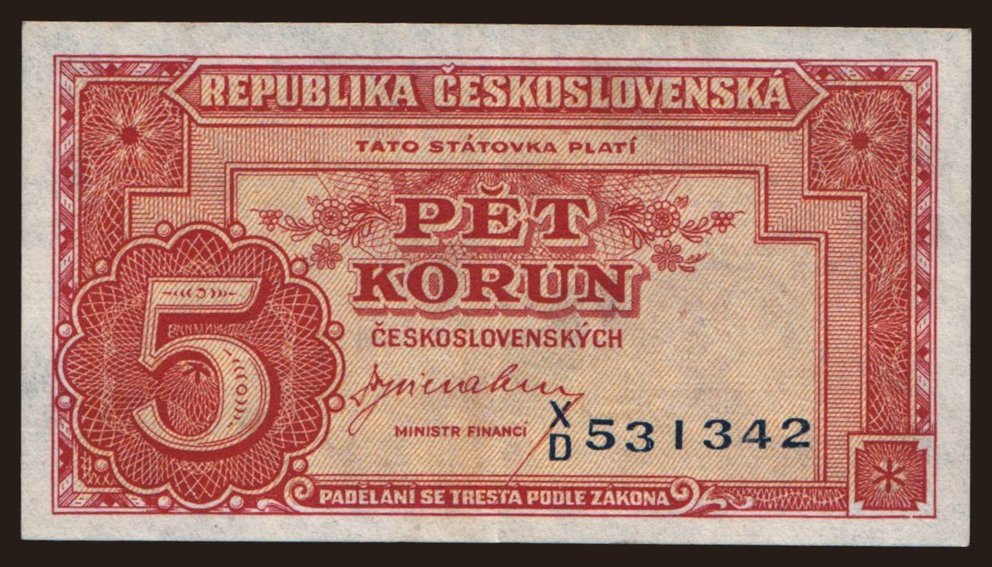 REPUBLIKA ČESKOSLOVENSKÁ
TATO STÁTOVKA PLATÍ
PĚT
KORUN
ČESKOSLOVENSKÝCH
5
MINISTR FINANCÍ
X/D 531342
PADĚLÁNÍ SE TRESTÁ PODLE ZÁKONA